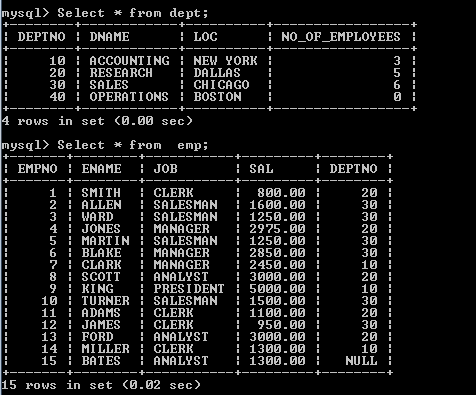 mysql> Select * from dept;
+--------+------------+----------+-----------------+
| DEPTNO | DNAME | LOC | NO_OF_EMPLOYEES |
+--------+------------+----------+-----------------+
| 10 | ACCOUNTING | NEW YORK | 3 |
| 20 | RESEARCH | DALLAS | 5 |
| 30 | SALES | CHICAGO | 6 |
| 40 | OPERATIONS | BOSTON | 0 |
+--------+------------+----------+-----------------+
4 rows in set (0.00 sec)
mysql> Select * from  emp;
+-------+--------+-----------+---------+--------+
| EMPNO | ENAME | JOB | SAL | DEPTNO |
+-------+--------+-----------+---------+--------+
| 1 | SMITH | CLERK | 800.00 | 20 |
| 2 | ALLEN | SALESMAN | 1600.00 | 30 |
| 3 | WARD | SALESMAN | 1250.00 | 30 |
| 4 | JONES | MANAGER | 2975.00 | 20 |
| 5 | MARTIN | SALESMAN | 1250.00 | 30 |
| 6 | BLAKE | MANAGER | 2850.00 | 30 |
| 7 | CLARK | MANAGER | 2450.00 | 10 |
| 8 | SCOTT | ANALYST | 3000.00 | 20 |
| 9 | KING | PRESIDENT | 5000.00 | 10 |
| 10 | TURNER | SALESMAN | 1500.00 | 30 |
| 11 | ADAMS | CLERK | 1100.00 | 20 |
| 12 | JAMES | CLERK | 950.00 | 30 |
| 13 | FORD | ANALYST | 3000.00 | 20 |
| 14 | MILLER | CLERK | 1300.00 | 10 |
| 15 | BATES | ANALYST | 1300.00 | NULL |
+-------+--------+-----------+---------+--------+
15 rows in set (0.02 sec)